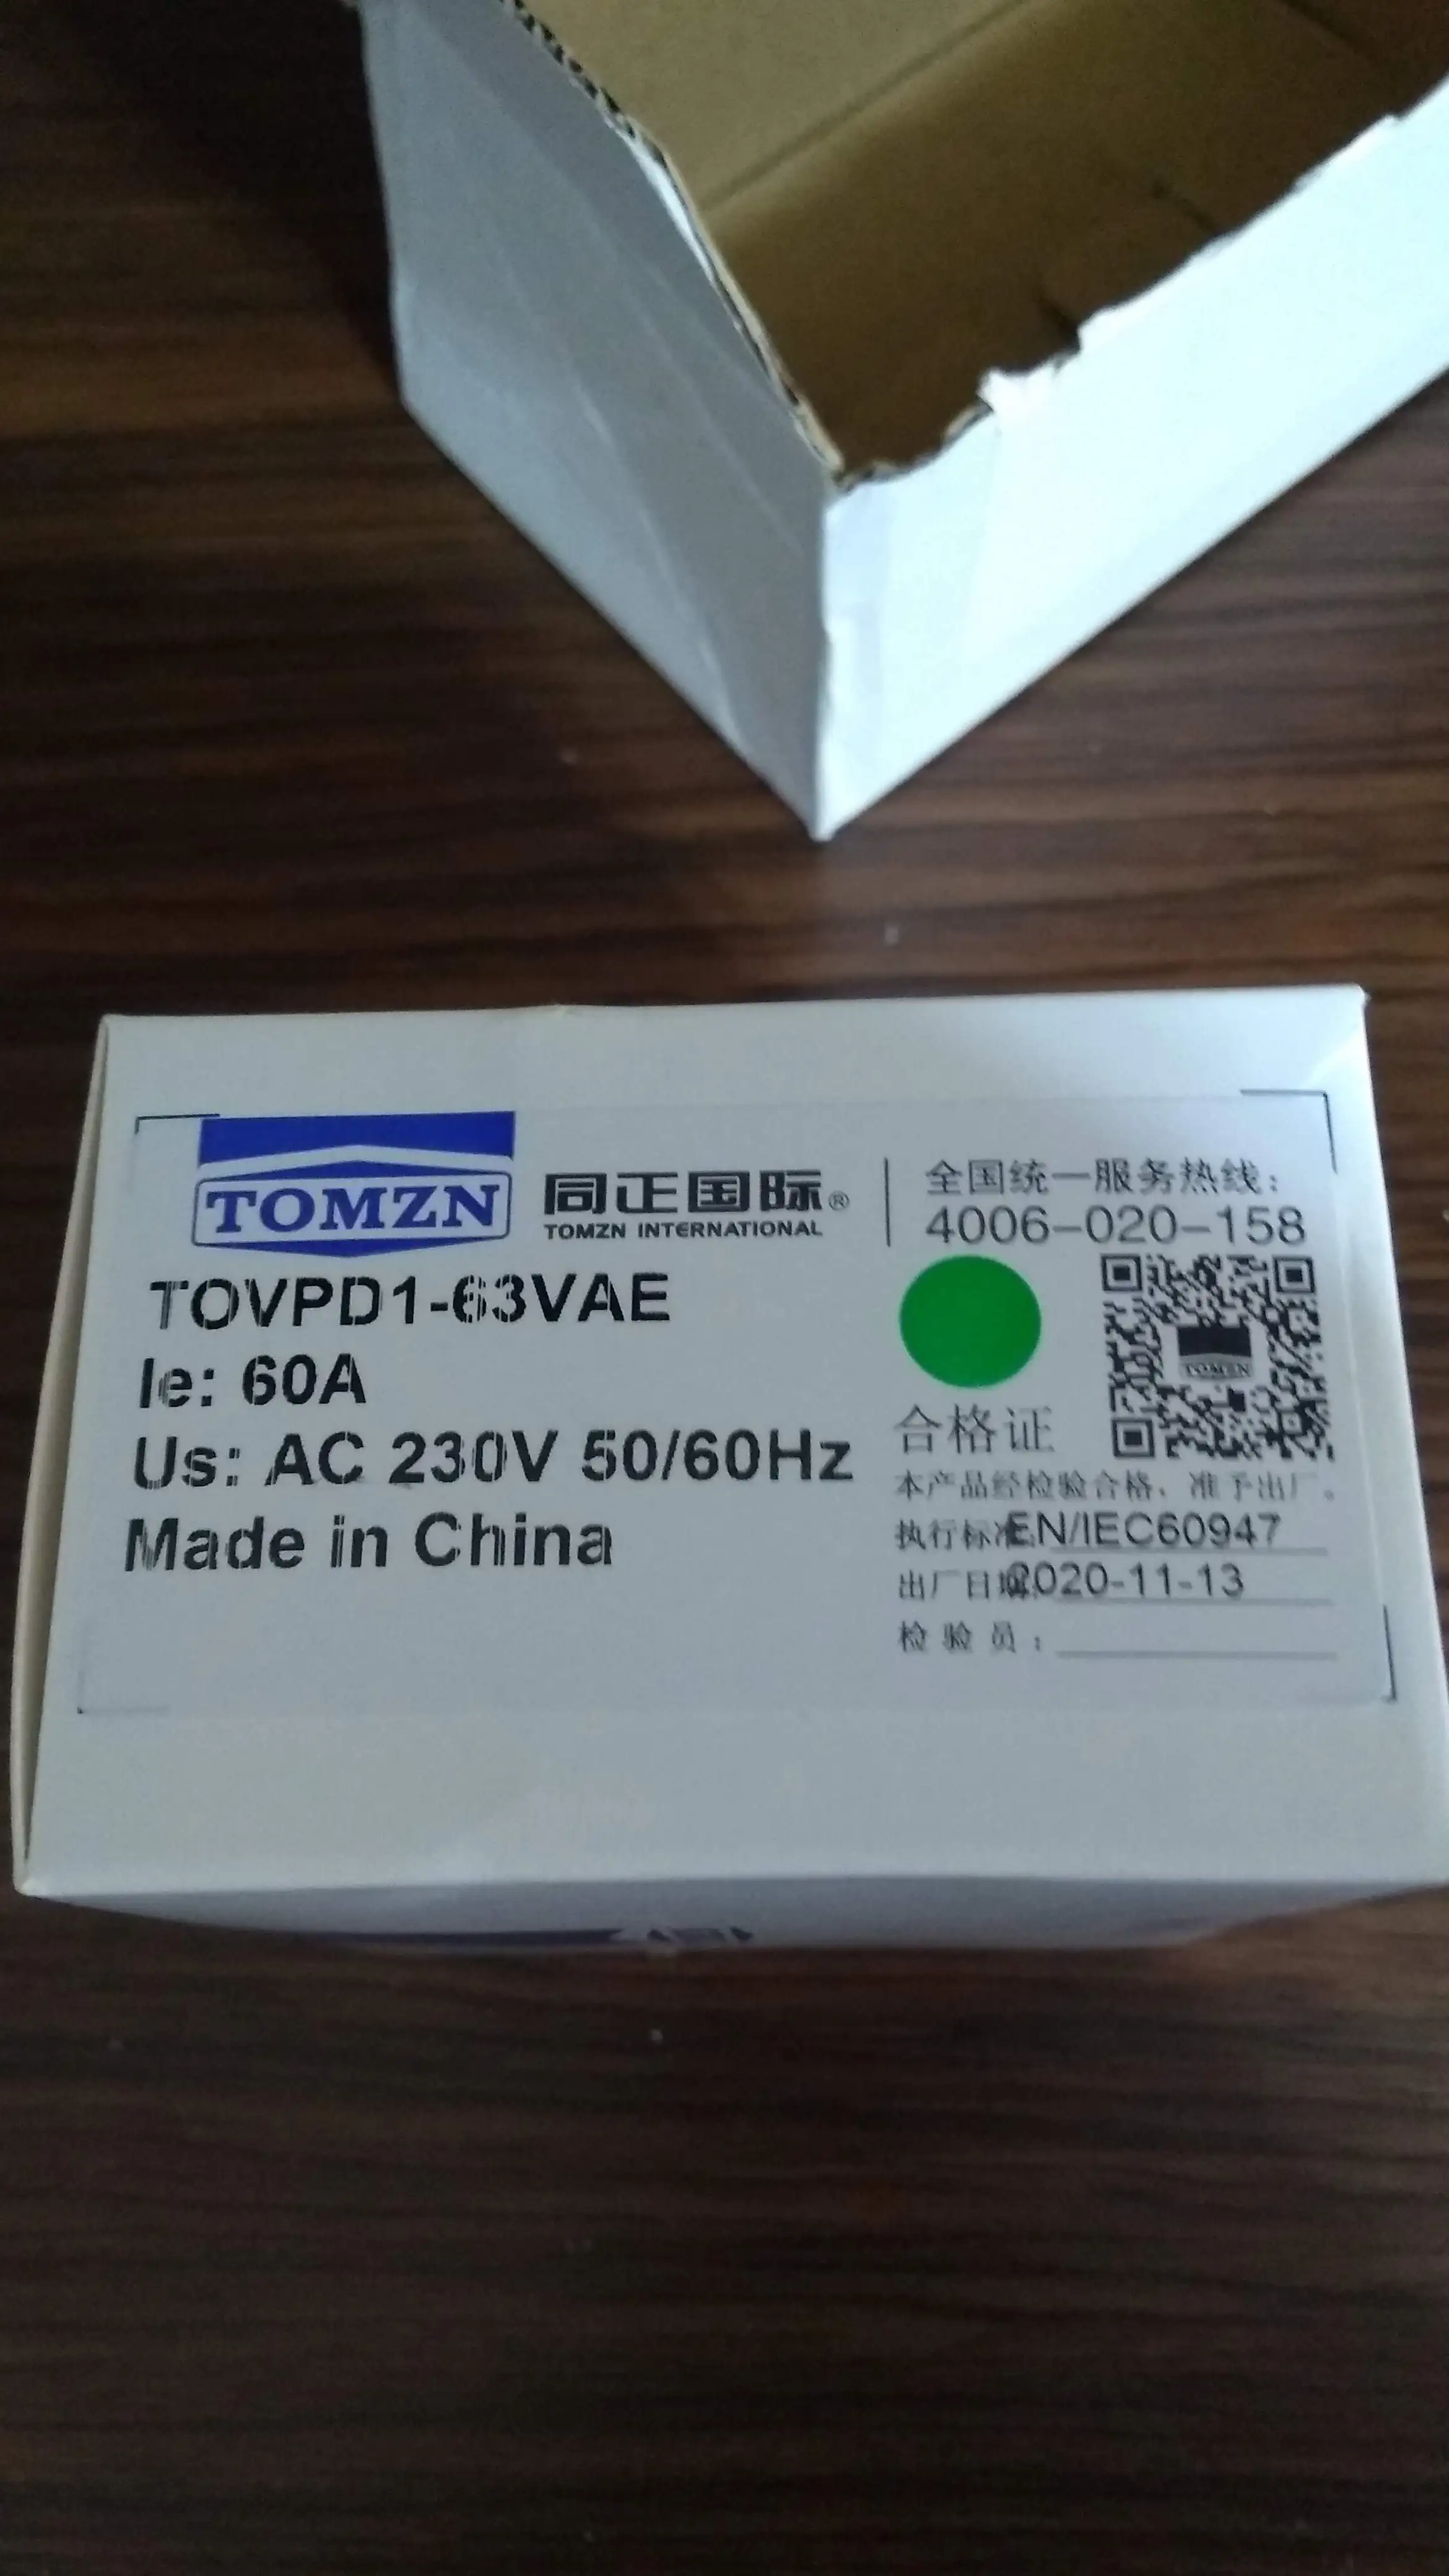 TOMZN
同正国际®
TOMZN INTERNATIONAL
全国统一服务热线：
4006-020-158
TOVPD1-63VAE
Ie: 60A
Us: AC 230V 50/60Hz
Made in China
TOMZN
合格证
本产品经检验合格，准予出厂。
执行标准:EN/IEC60947
出厂日期:2020-11-13
检验员：